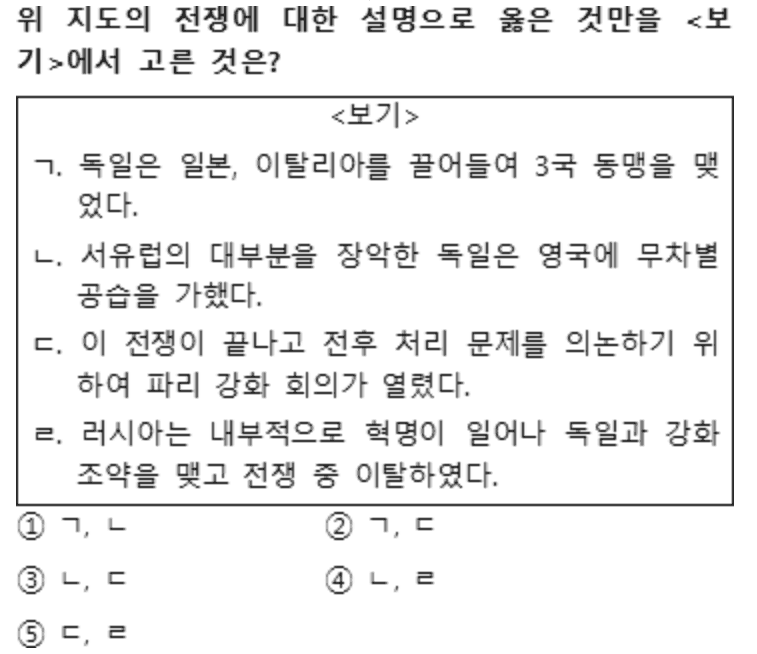 위 지도의 전쟁에 대한 설명으로 옳은 것만을 <보
기>에서 고른 것은?
<보기>
ㄱ. 독일은 일본, 이탈리아를 끌어들여 3국 동맹을 맺
었다.
ㄴ. 서유럽의 대부분을 장악한 독일은 영국에 무차별
공습을 가했다.
ㄷ. 이 전쟁이 끝나고 전후 처리 문제를 의논하기 위
하여 파리 강화 회의가 열렸다.
ㄹ. 러시아는 내부적으로 혁명이 일어나 독일과 강화
조약을 맺고 전쟁 중 이탈하였다.
① ㄱ, ㄴ ② ㄱ, ㄷ
③ ㄴ, ㄷ ④ ㄴ, ㄹ
⑤ ㄷ, ㄹ